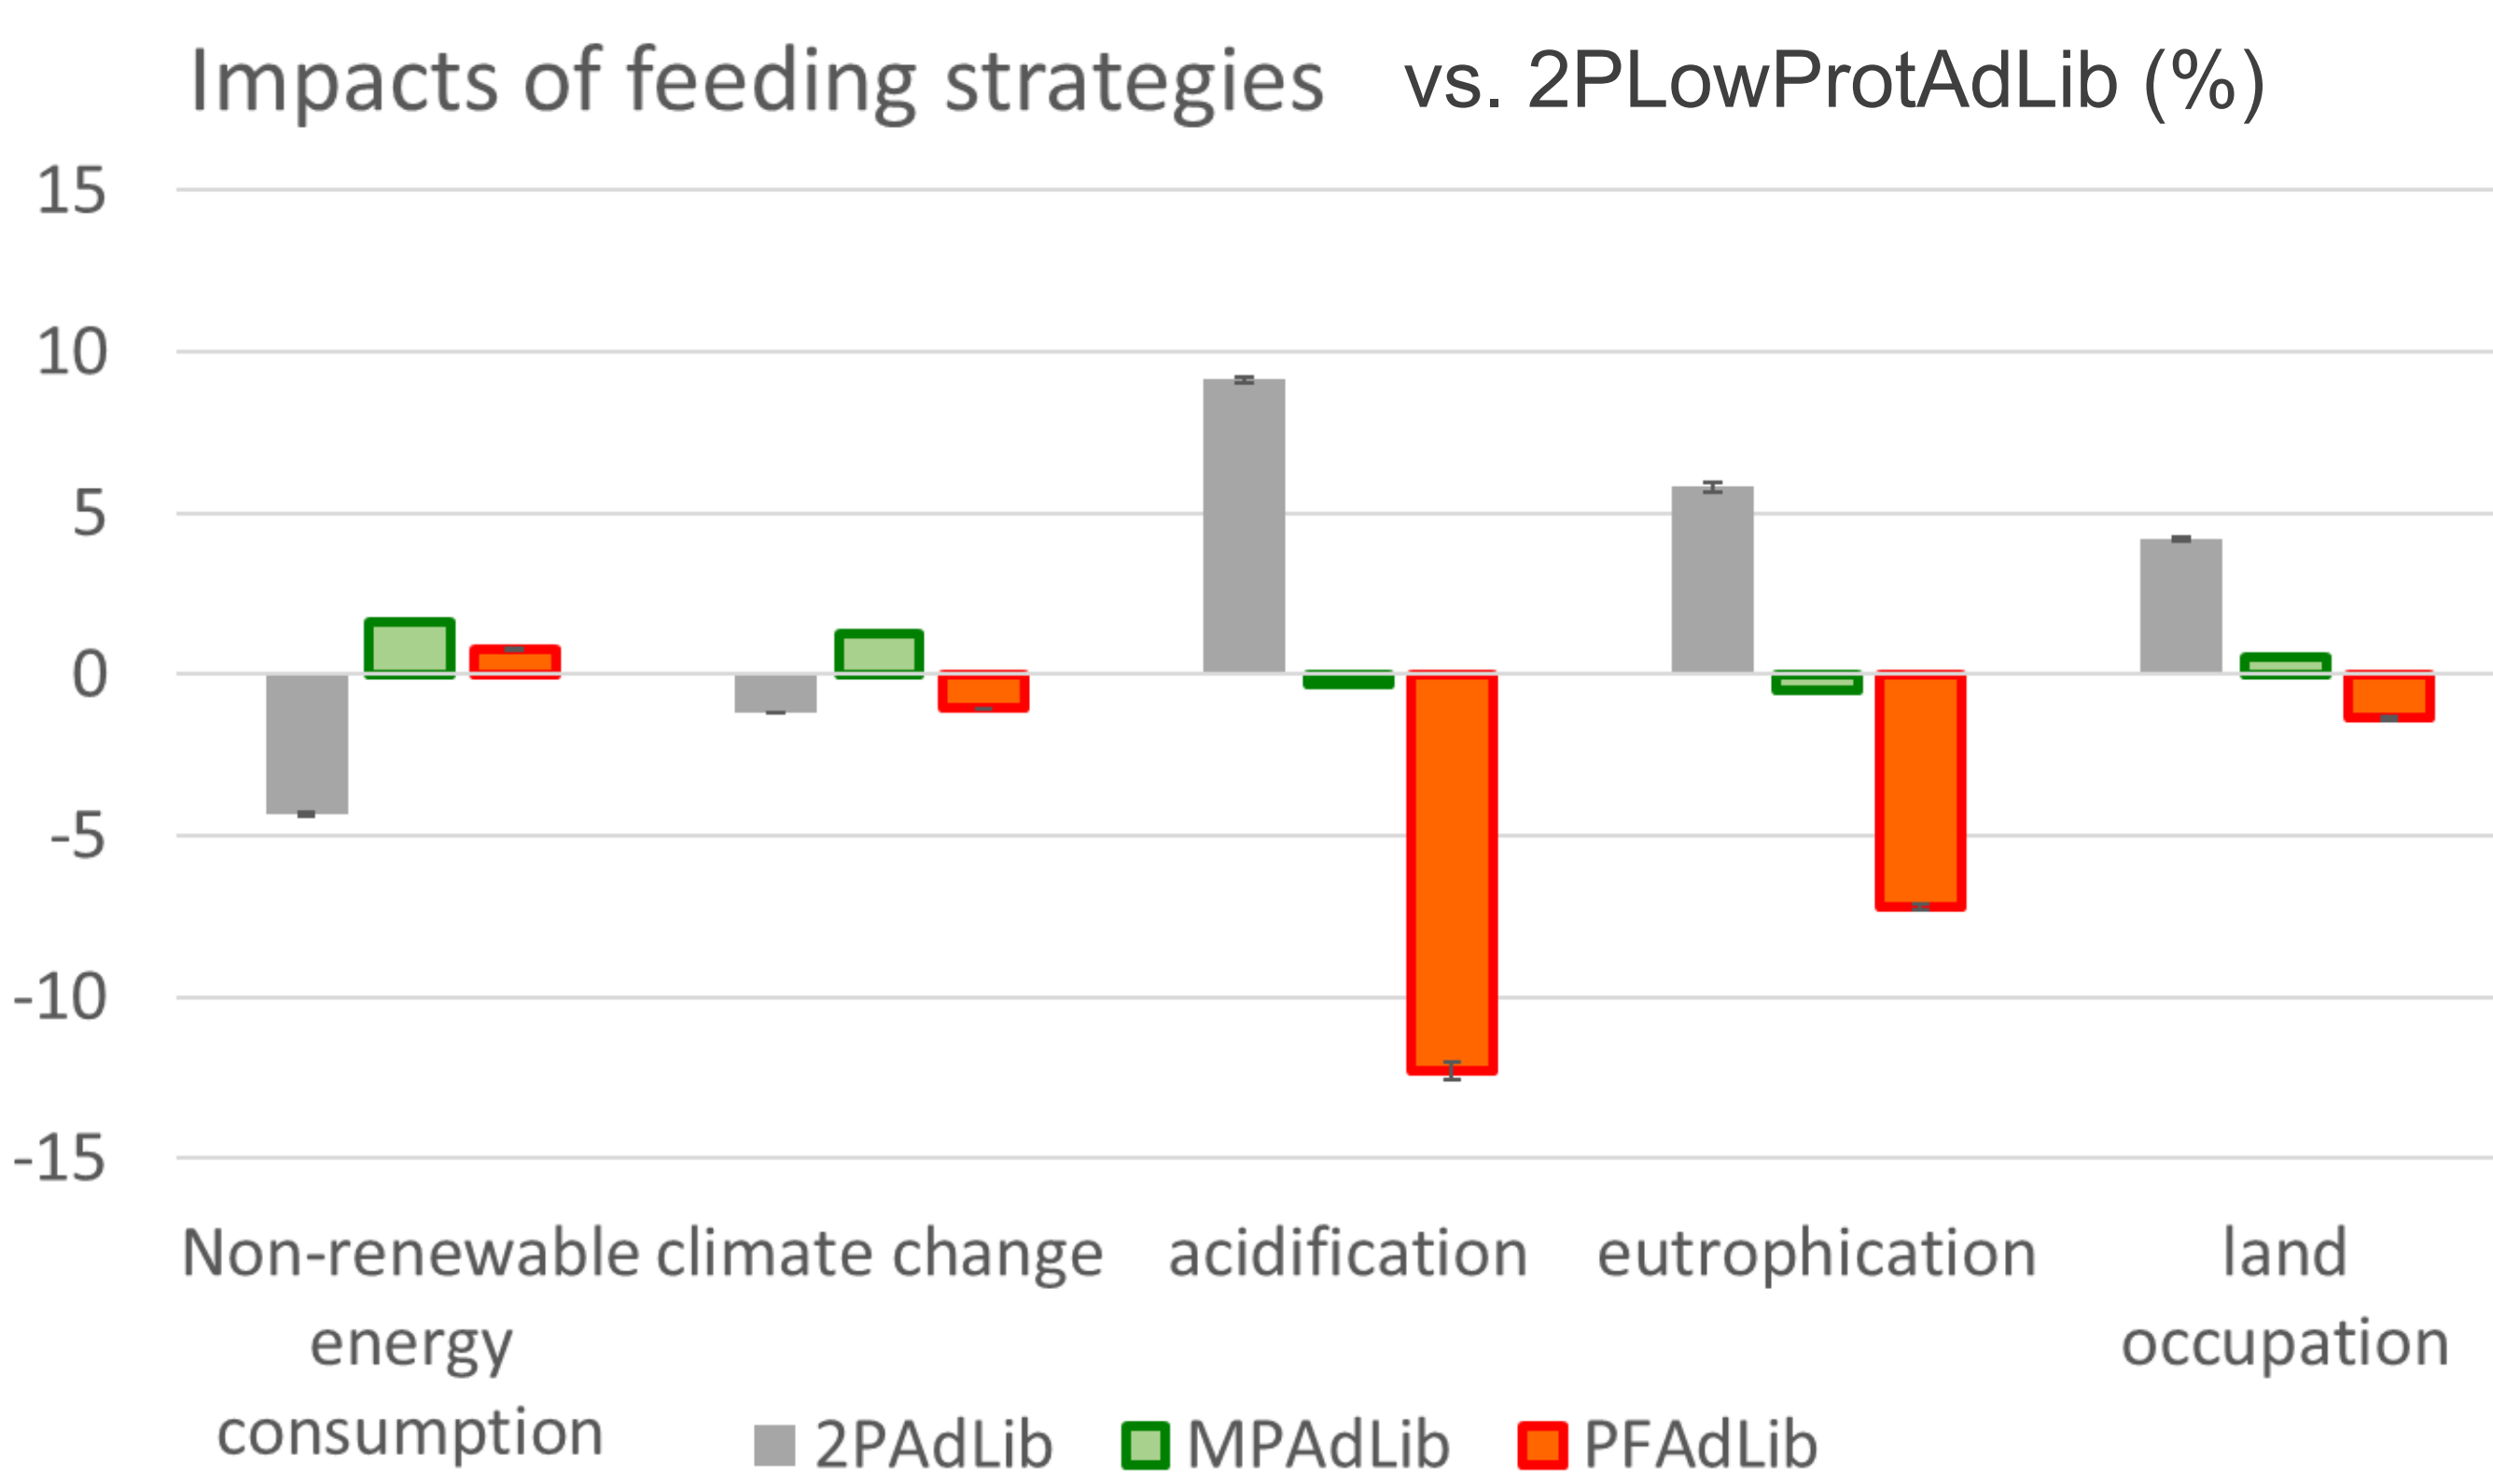 Impacts of feeding strategies vs. 2PLowProtAdLib (%)
15
10
5
0
-5
-10
-15
Non-renewable climate change acidification eutrophication land
energy occupation
consumption
2PAdLib MPAdLib PFAdLib